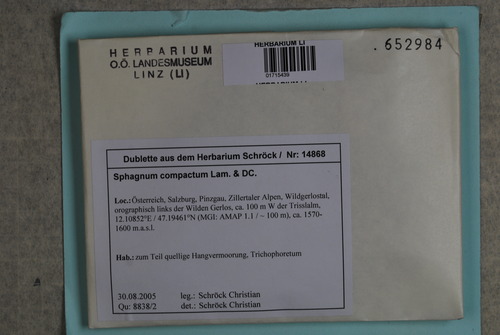 HERBARIUM
O.Ö. LANDESMUSEUM
LINZ (LI)
HERBARIUM LI
01715439
.652984
Dublette aus dem Herbarium Schröck / Nr: 14868
Sphagnum compactum Lam. & DC.
Loc.: Österreich, Salzburg, Pinzgau, Zillertaler Alpen, Wildgerlostal,
orographisch links der Wilden Gerlos, ca. 100 m W der Trisslalm,
12.10852°E / 47.19461°N (MGI: AMAP 1.1 / ~ 100 m), ca. 1570-
1600 m.a.s.l.
Hab.: zum Teil quellige Hangvermoorung, Trichophoretum
30.08.2005 leg.: Schröck Christian
Qu: 8838/2 det.: Schröck Christian